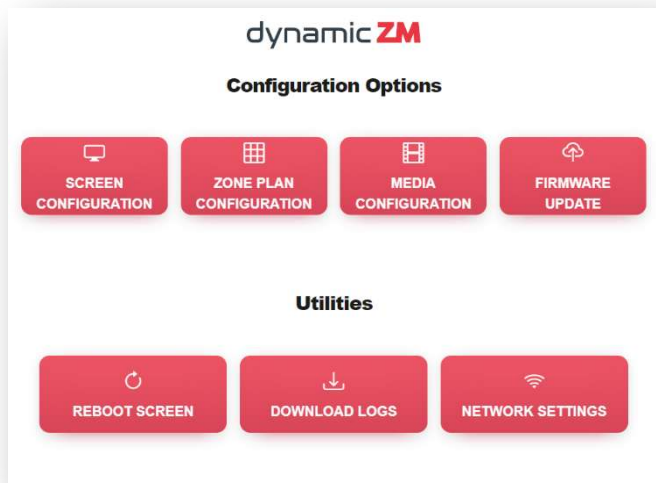 dynamic ZM
Configuration Options
SCREEN
CONFIGURATION
ZONE PLAN
CONFIGURATION
MEDIA
CONFIGURATION
FIRMWARE
UPDATE
Utilities
REBOOT SCREEN
DOWNLOAD LOGS
NETWORK SETTINGS